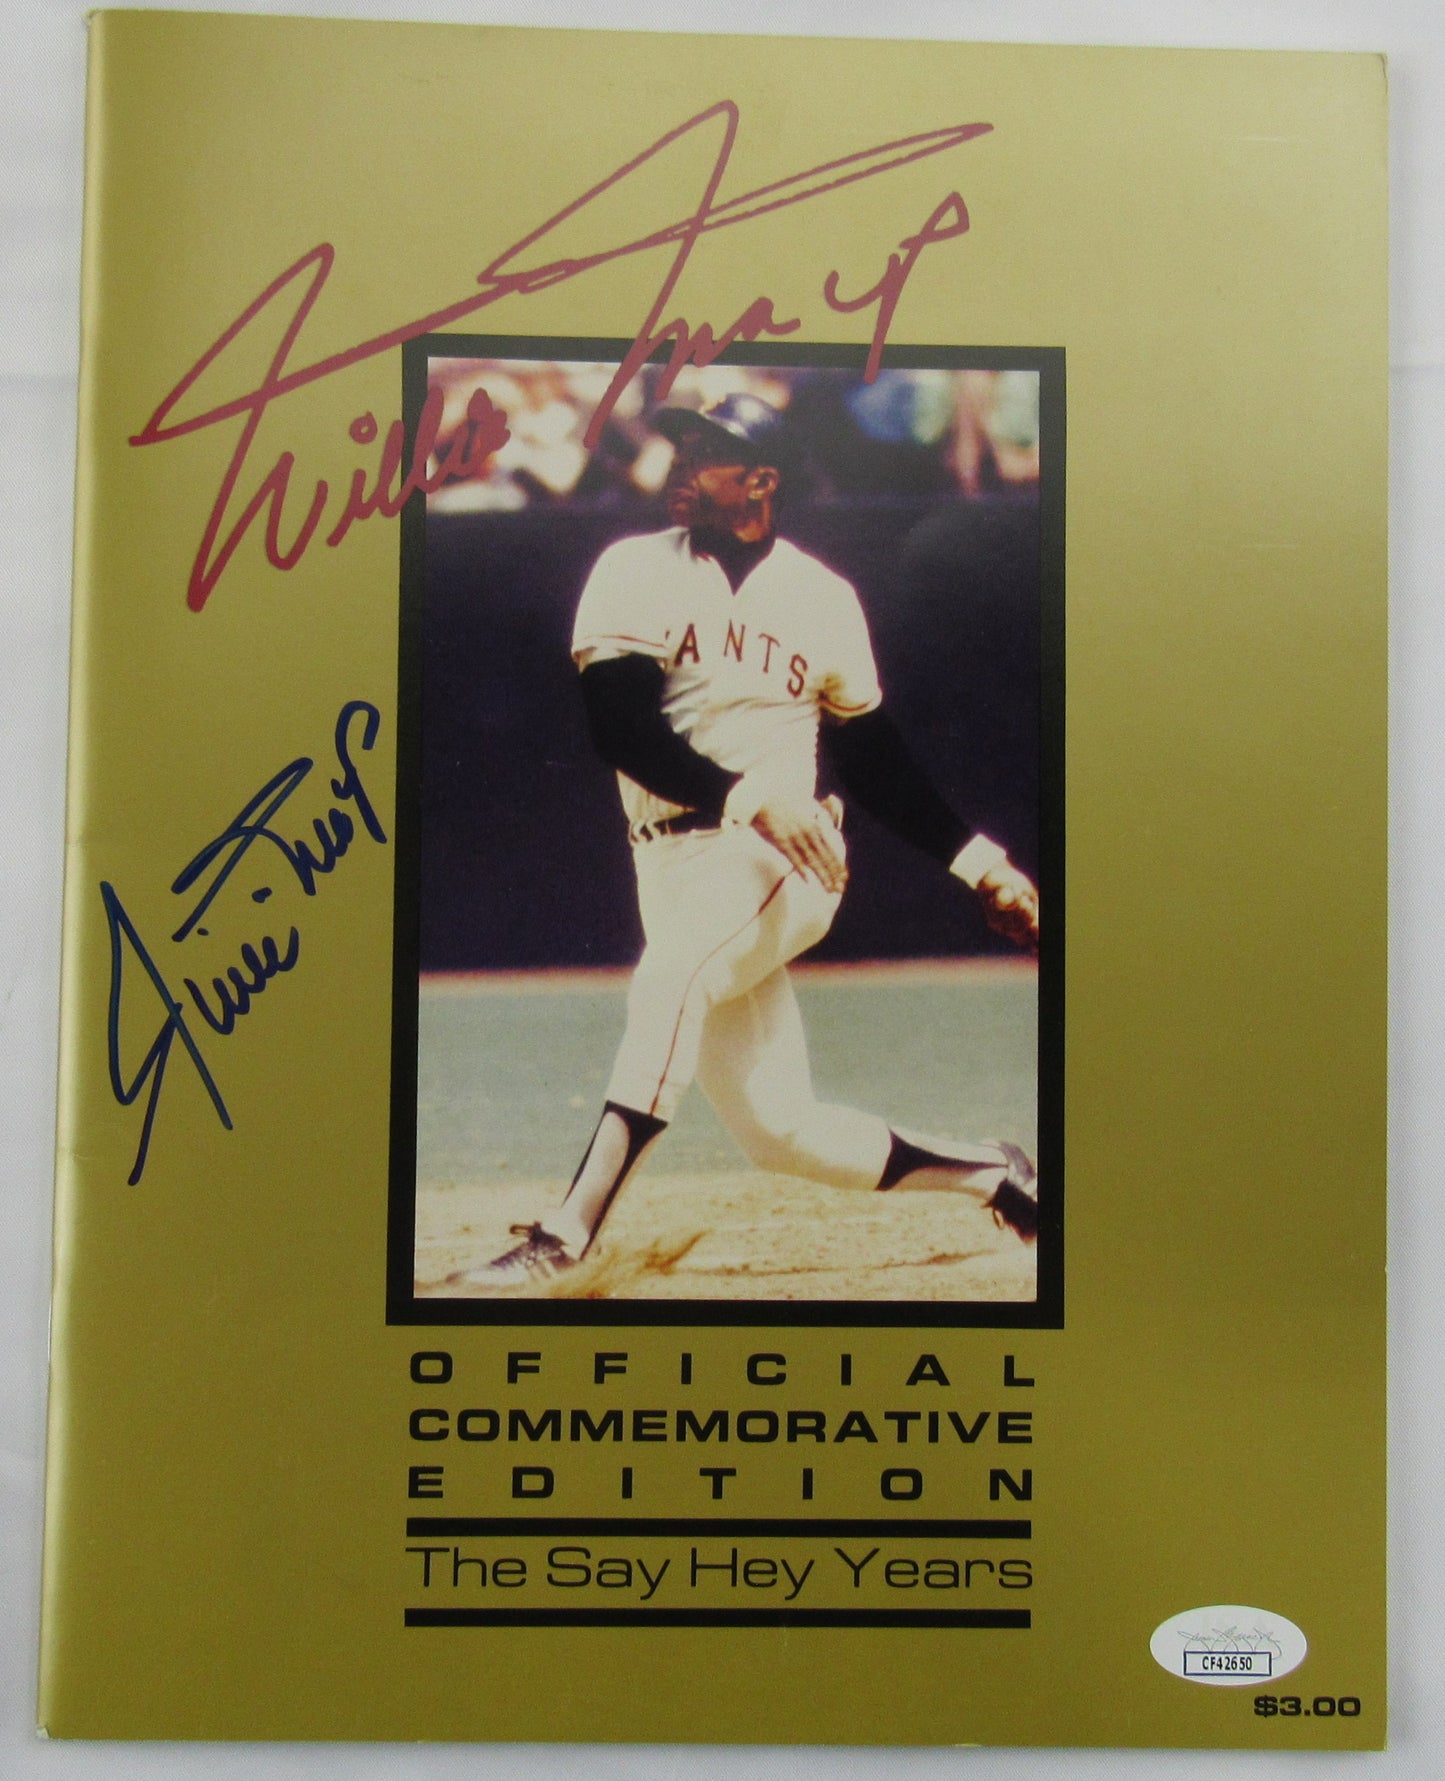 Willie Mays
ANTS
Willie Mays
OFFICIAL
COMMEMORATIVE
EDITION
The Say Hey Years
CF42650
$3.00